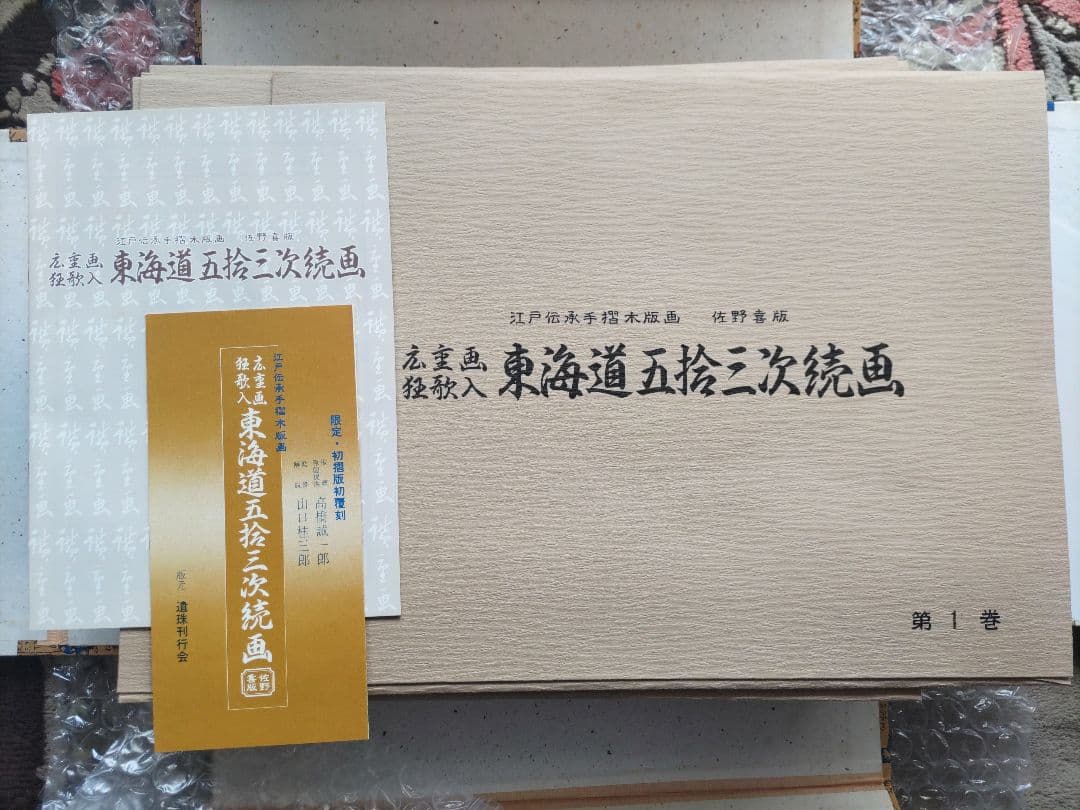 江戸伝承手摺木版画 佐野喜版
広重画
狂歌入 東海道五拾三次続画
江戸伝承手摺木版画 佐野喜版
広重画
狂歌入 東海道五拾三次続画
第1巻
限定・初摺版初覆刻
高橋誠一郎
山口桂三郎
江戸伝承手摺木版画
広重画
狂歌入 東海道五拾三次続画
佐野
喜版
版元 遺珠刊行会